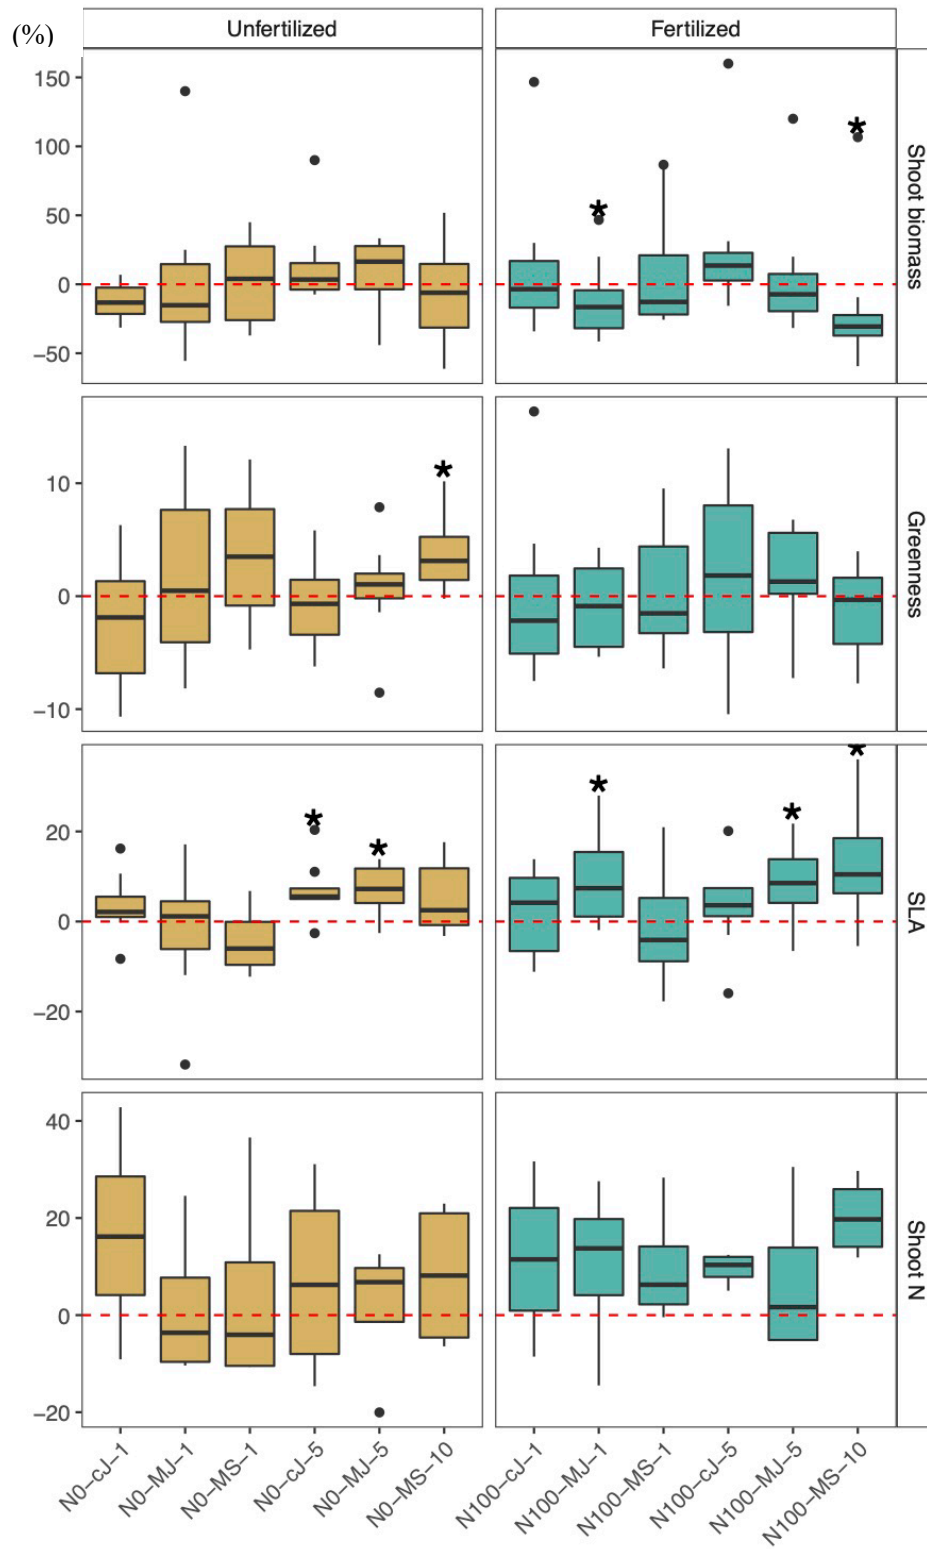 (%)
Unfertilized
Fertilized
150
100
50
0
−50
Shoot biomass
10
0
−10
Greenness
20
0
−20
SLA
40
20
0
−20
Shoot N
N0−cJ−1
N0−MJ−1
N0−MS−1
N0−cJ−5
N0−MJ−5
N0−MS−10
N100−cJ−1
N100−MJ−1
N100−MS−1
N100−cJ−5
N100−MJ−5
N100−MS−10